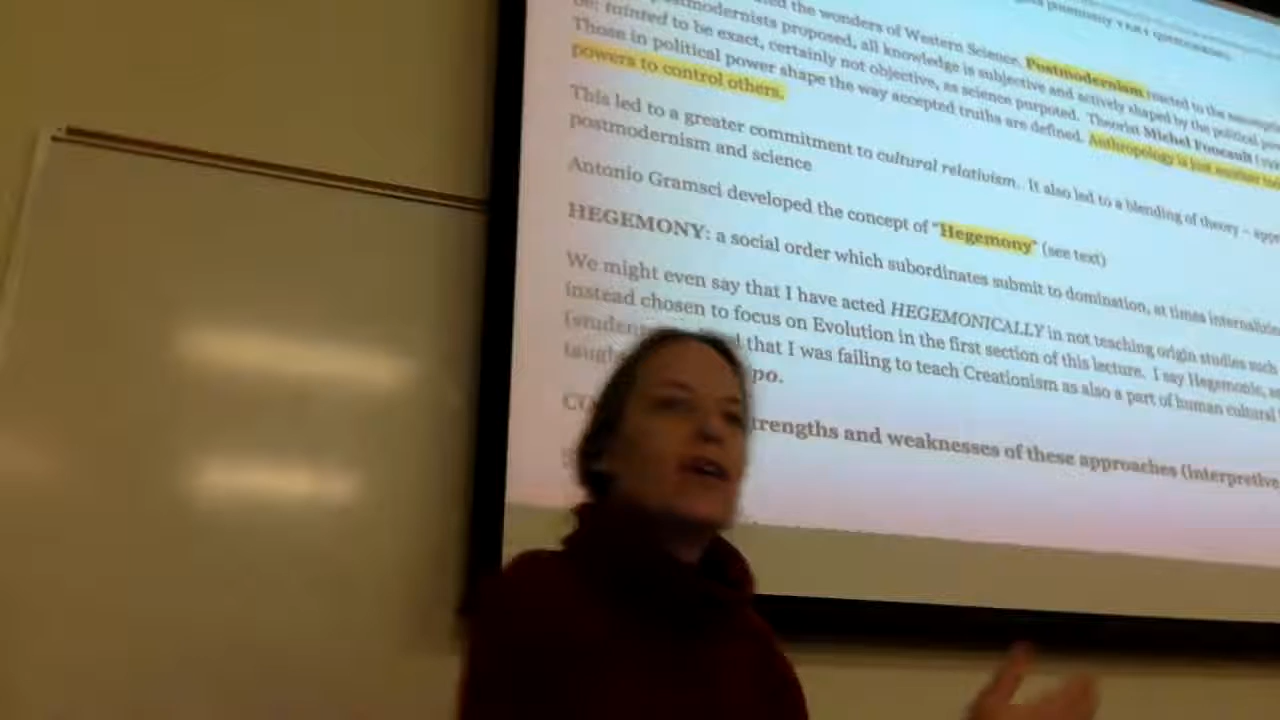 the wonders of Western Science. Postmodernism reacted to the
postmodernists proposed, all knowledge is subjective and actively shaped by the political
be: tainted to be exact, certainly not objective, as science purpoted. Theorist Michel Foucault
Those in political power shape the way accepted truths are defined. Anthropology is just another
powers to control others.
This led to a greater commitment to cultural relativism. It also led to a blending of theory –
postmodernism and science
Antonio Gramsci developed the concept of "Hegemony" (see text)
HEGEMONY: a social order which subordinates submit to domination, at times
We might even say that I have acted HEGEMONICALLY in not teaching origin studies such
instead chosen to focus on Evolution in the first section of this lecture. I say Hegemonic,
that I was failing to teach Creationism as also a part of human cultural
po.
strengths and weaknesses of these approaches (interpretive